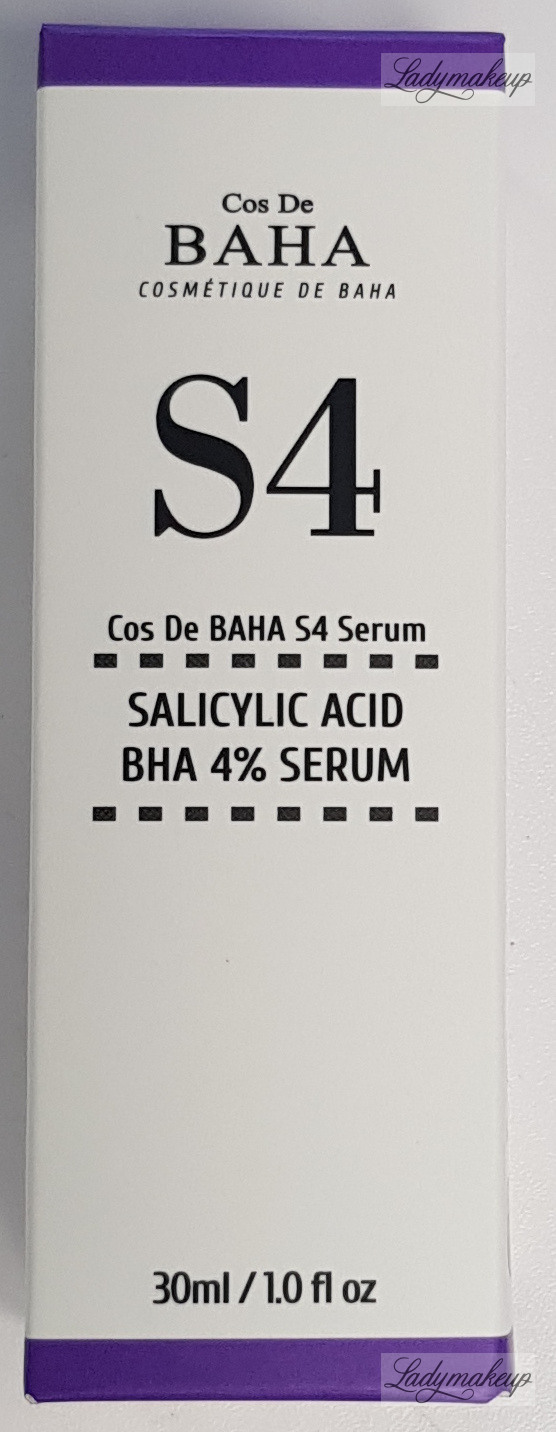 Ladymakeup
Cos De
BAHA
COSMÉTIQUE DE BAHA
S4
Cos De BAHA S4 Serum
SALICYLIC ACID
BHA 4% SERUM
30ml / 1.0 fl oz
Ladymakeup